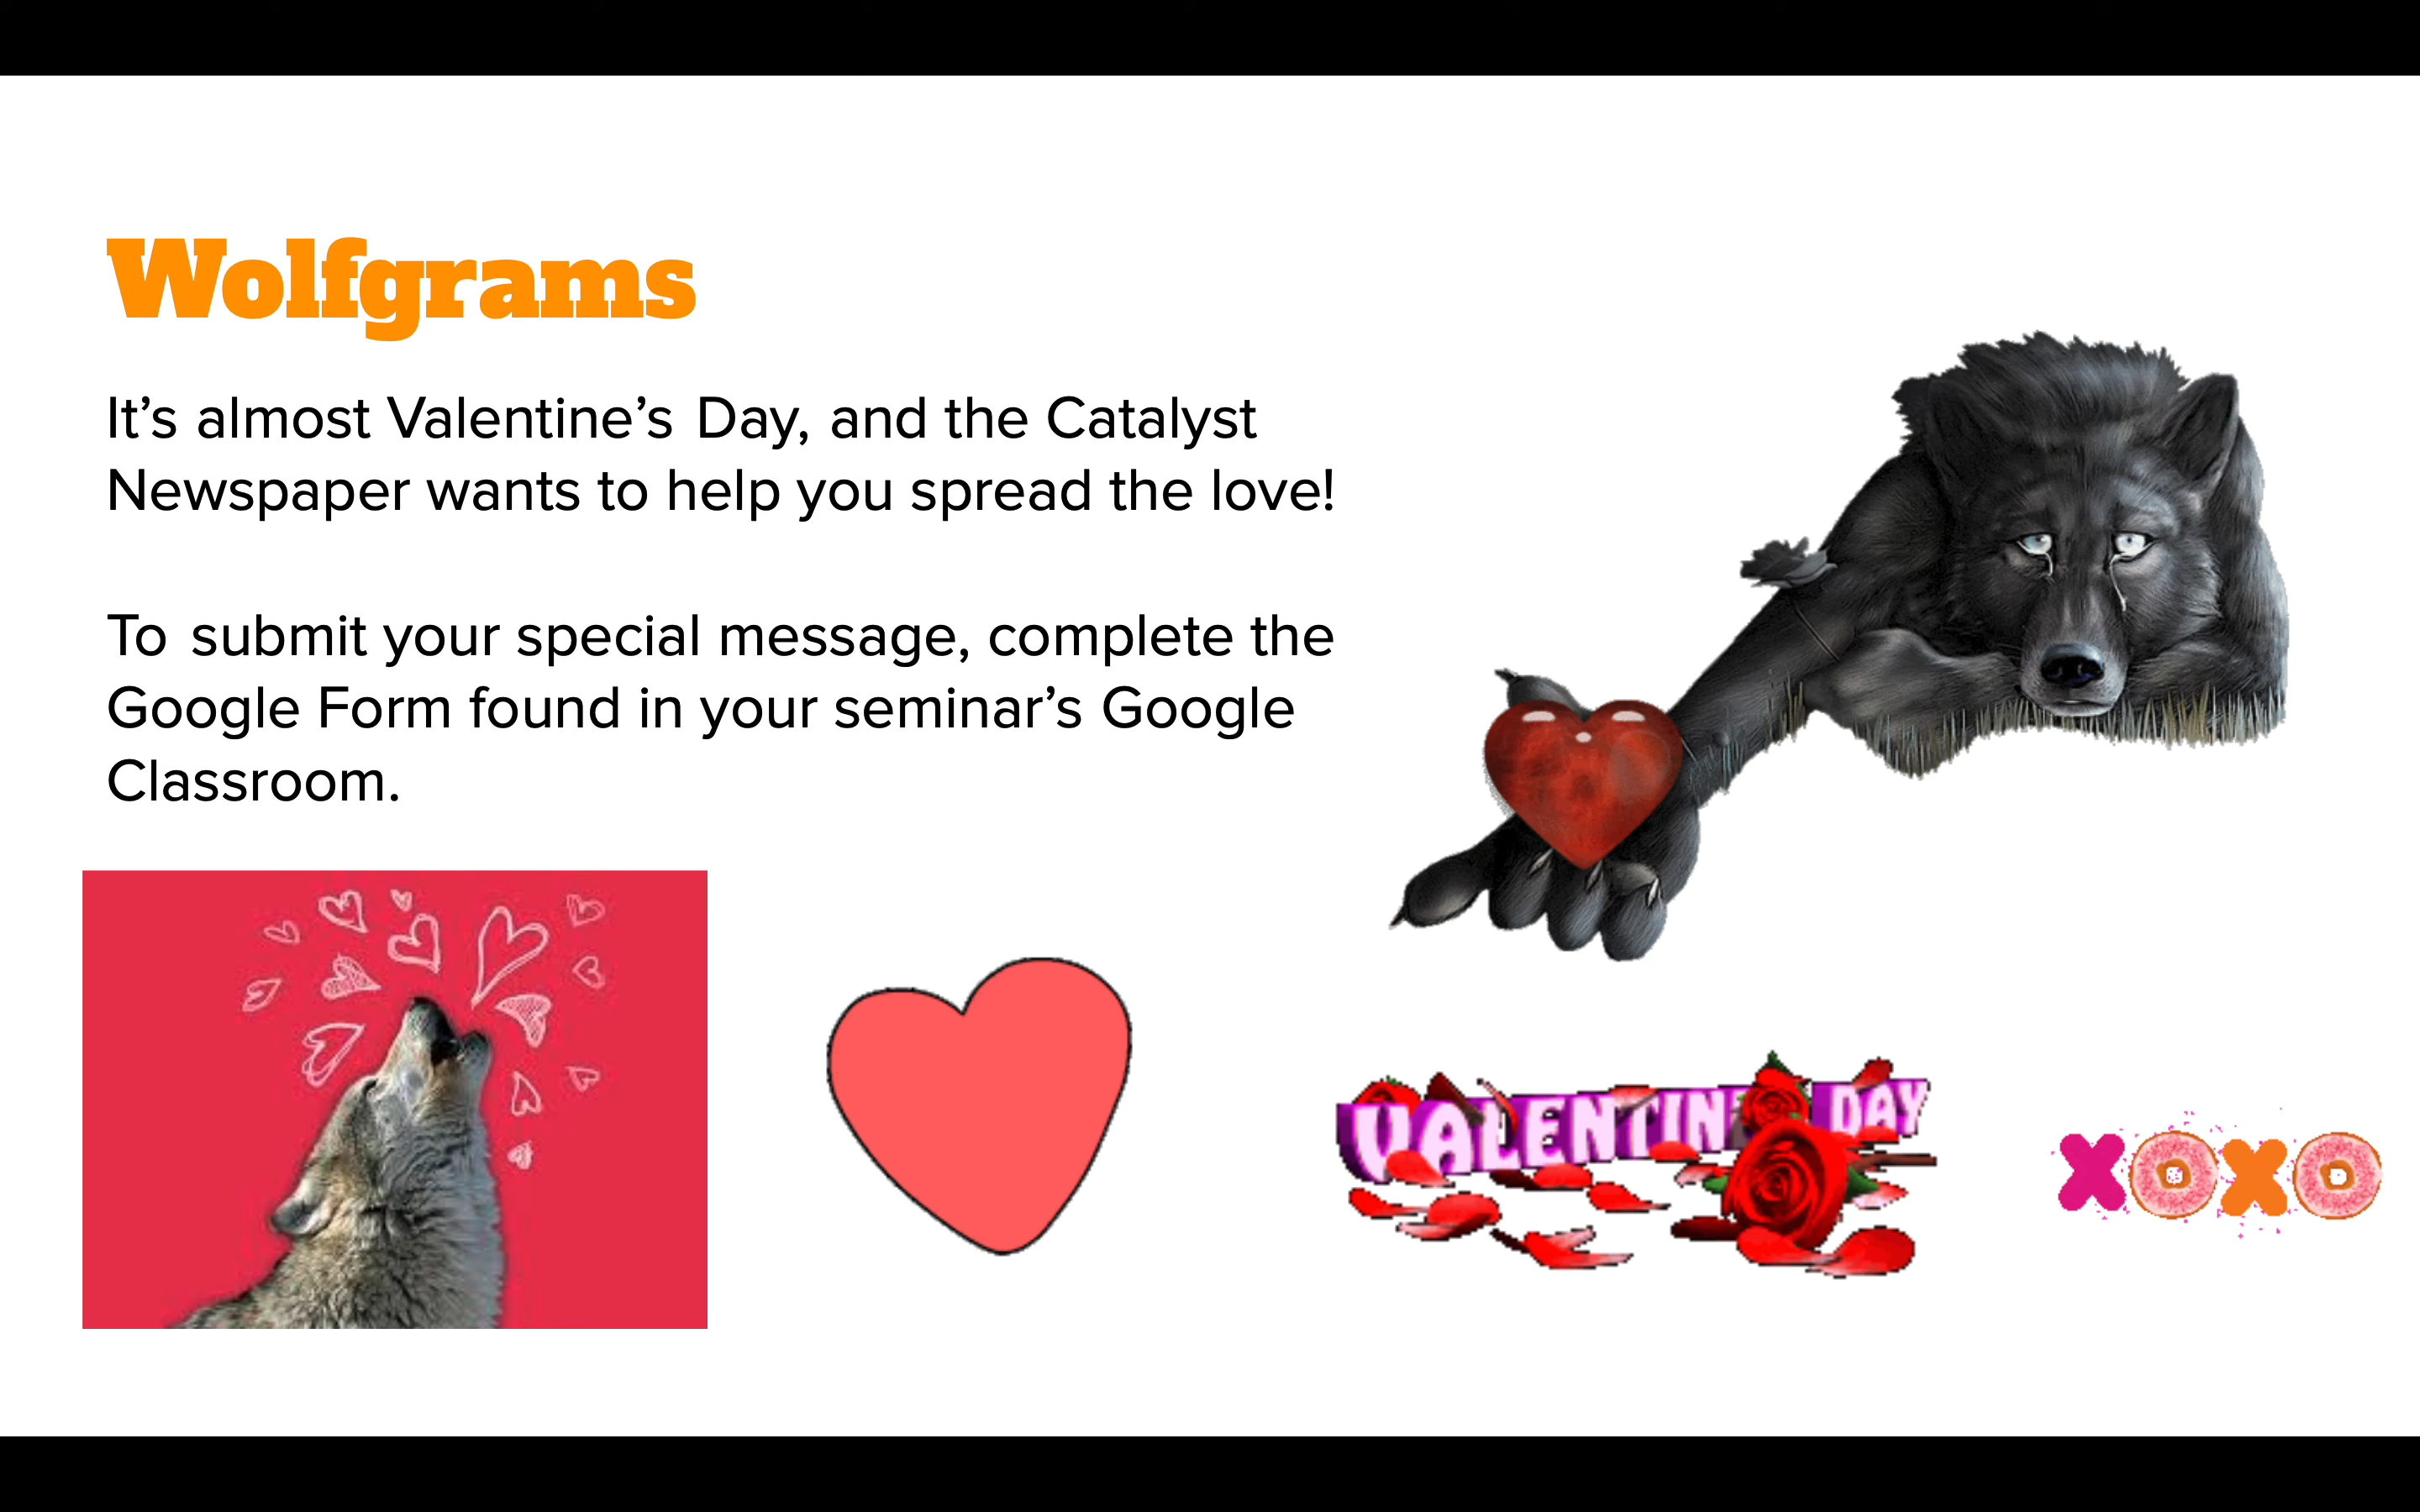 Wolfgrams
It’s almost Valentine’s Day, and the Catalyst
Newspaper wants to help you spread the love!
To submit your special message, complete the
Google Form found in your seminar’s Google
Classroom.
VALENTIN DAY
XOXO